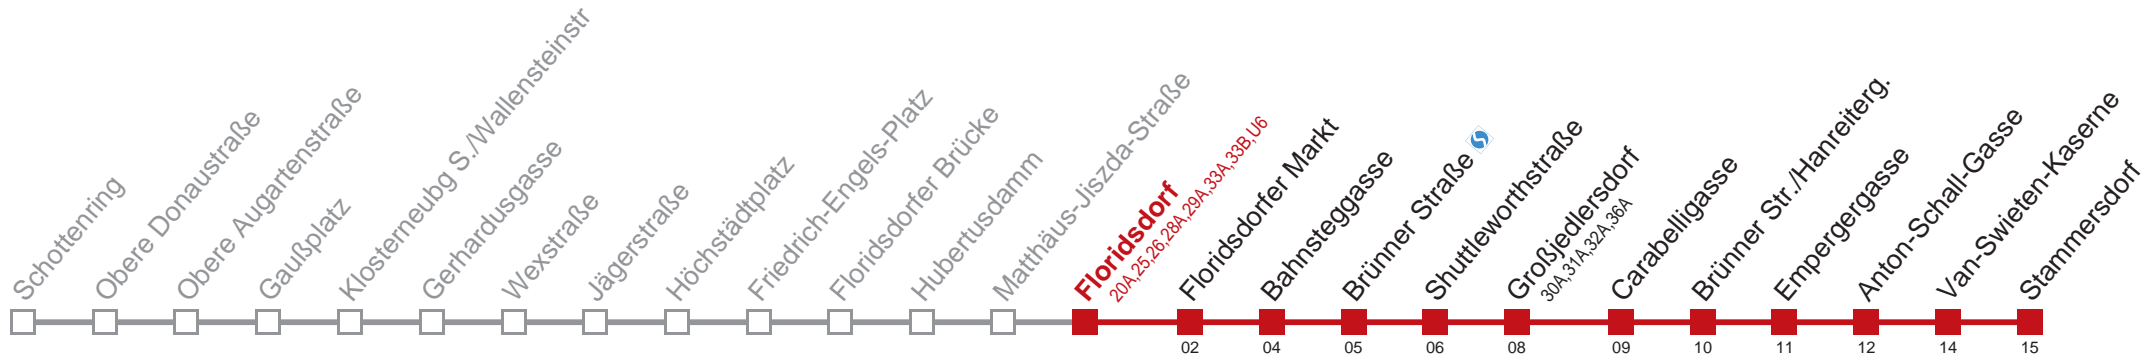 Schottenring
Obere Donaustraße
Obere Augartenstraße
Gaußplatz
Klosterneubg S./Wallensteinstr
Gerhardusgasse
Wexstraße
Jägerstraße
Höchstädtplatz
Friedrich-Engels-Platz
Floridsdorfer Brücke
Hubertusdamm
Matthäus-Jiszda-Straße
Floridsdorf
20A,25,26,28A,29A,33A,33B,U6
Floridsdorfer Markt
Bahnsteggasse
Brünner Straße
Shuttleworthstraße
Großjedlersdorf
30A,31A,32A,36A
Carabelligasse
Brünner Str./Hanreiterg.
Empergergasse
Anton-Schall-Gasse
Van-Swieten-Kaserne
Stammersdorf
02 04 05 06 08 09 10 11 12 14 15